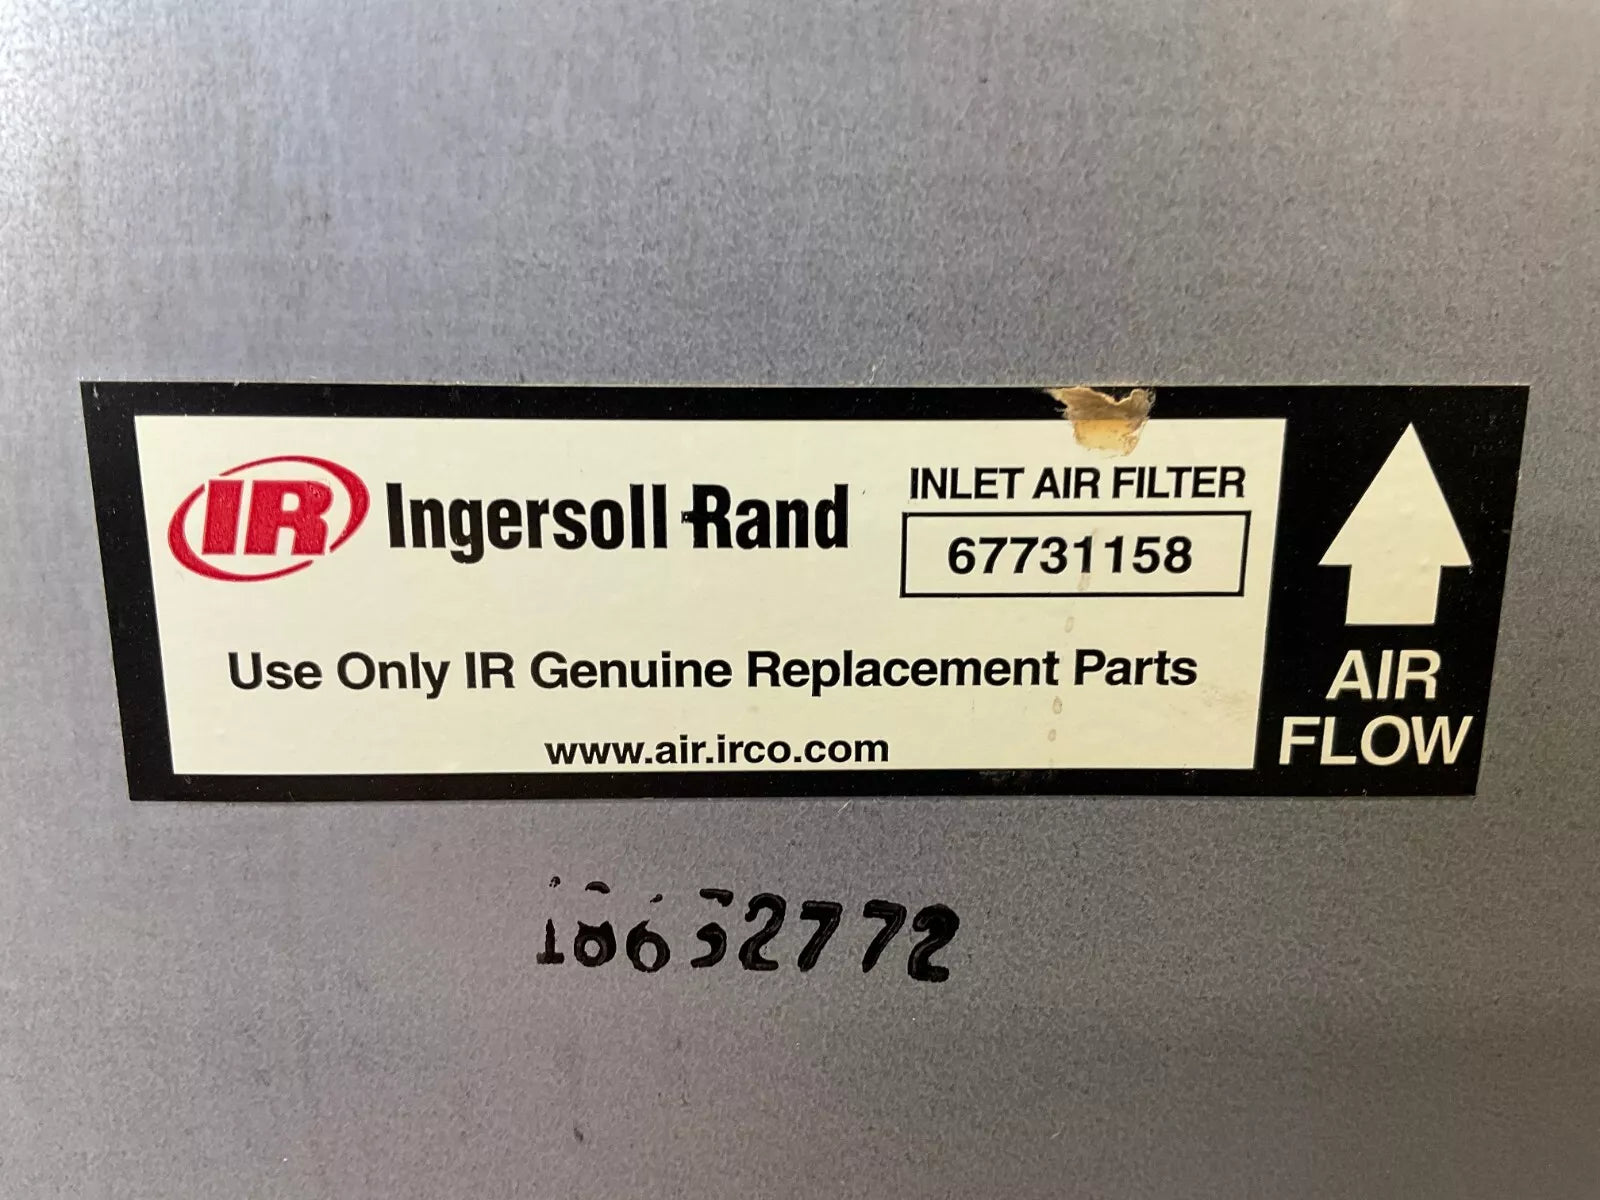 IR Ingersoll-Rand
INLET AIR FILTER
67731158
Use Only IR Genuine Replacement Parts
www.air.irco.com
AIR
FLOW